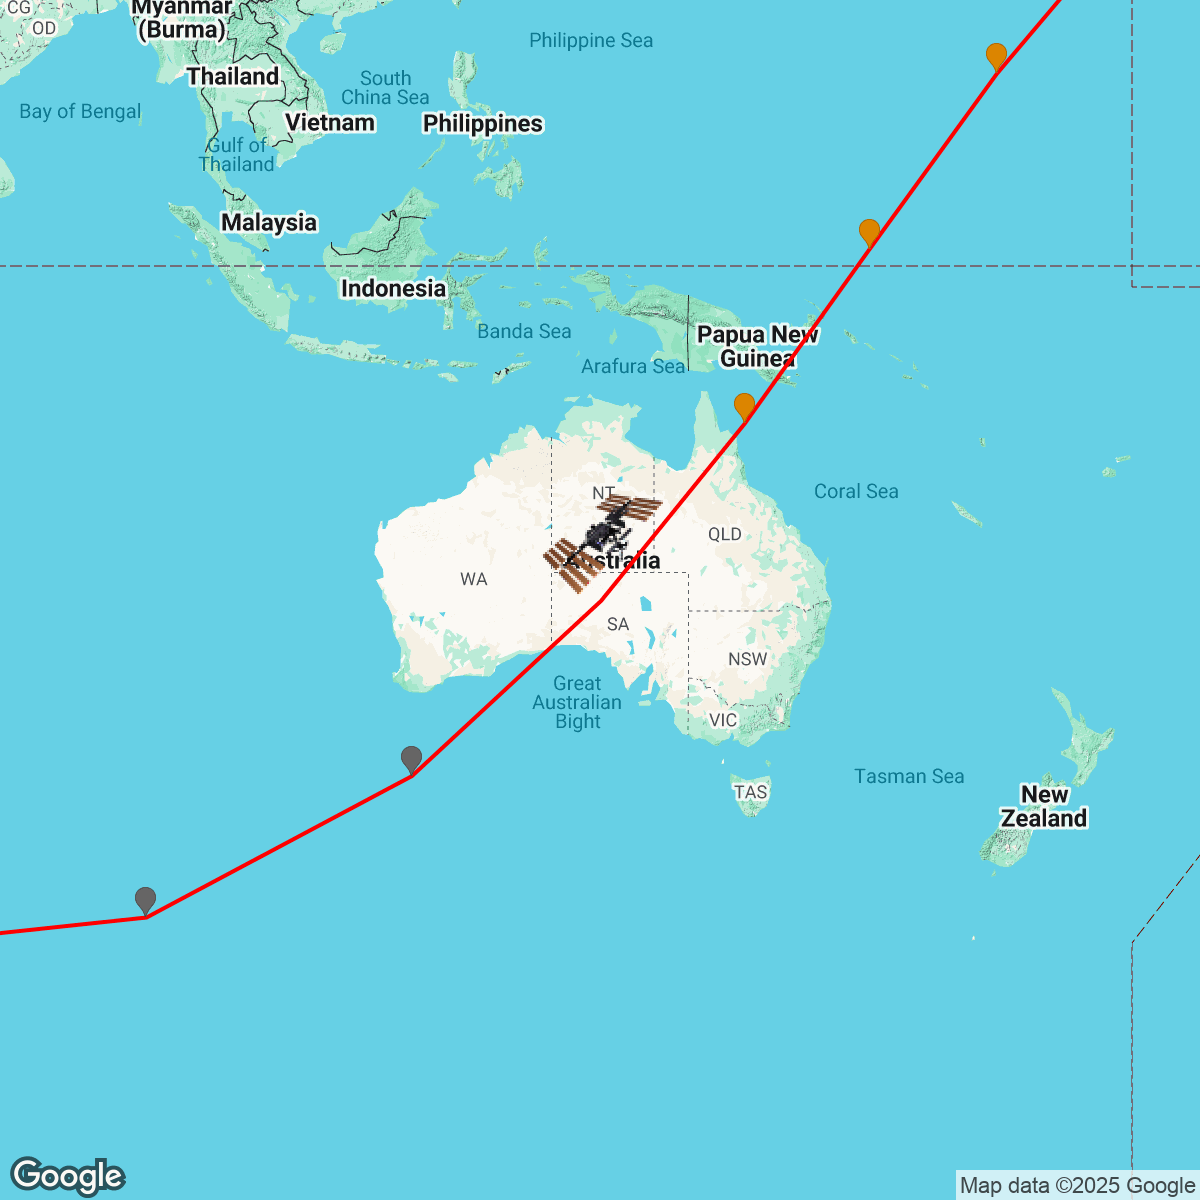 CG
OD
Myanmar
(Burma)
Philippine Sea
Thailand
South
China Sea
Bay of Bengal
Vietnam
Philippines
Gulf of
Thailand
Malaysia
Indonesia
Banda Sea
Papua New
Guinea
Arafura Sea
NT
Coral Sea
QLD
Australia
WA
SA
NSW
Great
Australian
Bight
VIC
Tasman Sea
TAS
New
Zealand
Google
Map data ©2025 Google